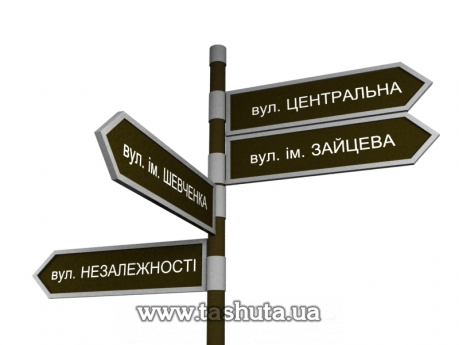 вул. ЦЕНТРАЛЬНА
вул. ім. ЗАЙЦЕВА
вул. ім. ШЕВЧЕНКА
вул. НЕЗАЛЕЖНОСТІ
www.tashuta.ua